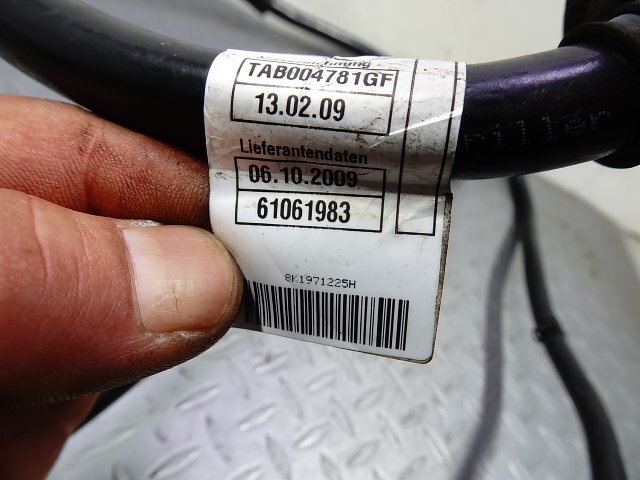 TAB004781GF
13.02.09
Lieferantendaten
06.10.2009
61061983
8K1971225H